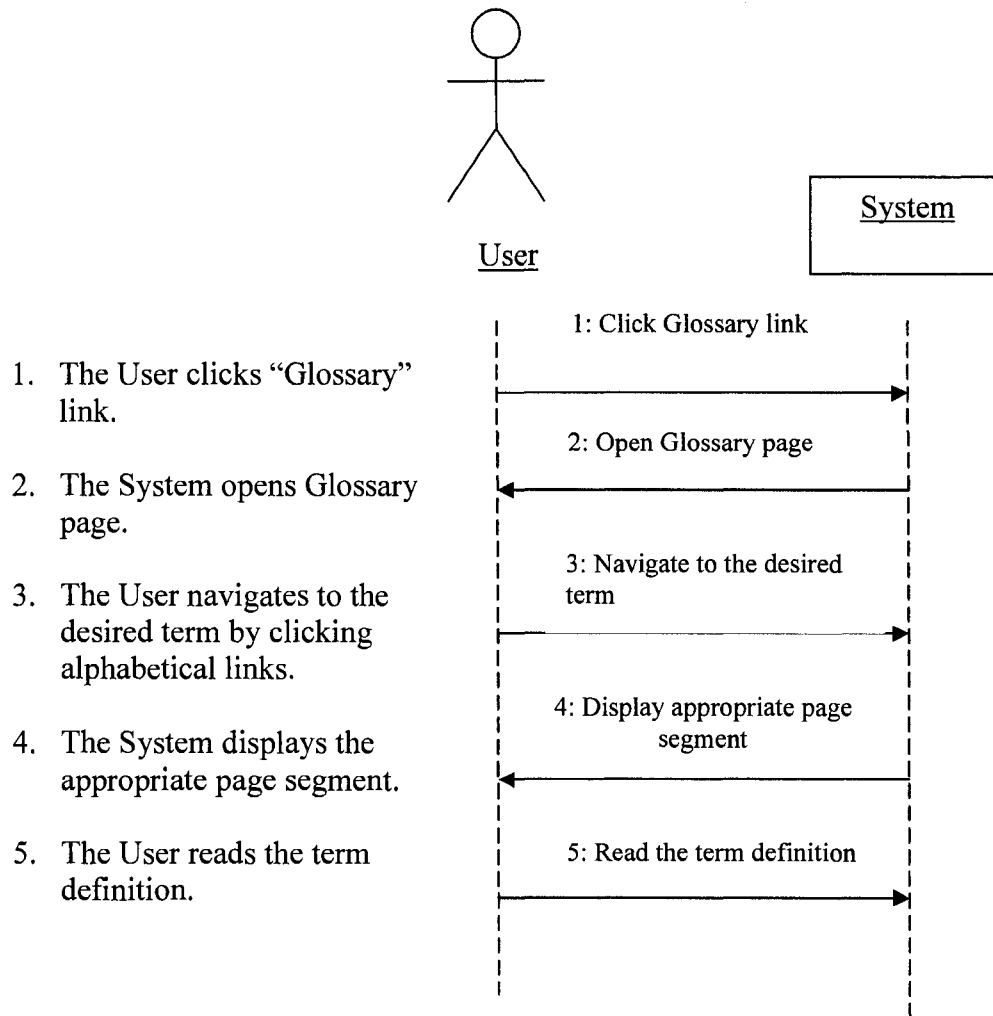 System
User
1: Click Glossary link
1. The User clicks “Glossary”
link.
2: Open Glossary page
2. The System opens Glossary
page.
3: Navigate to the desired
term
3. The User navigates to the
desired term by clicking
alphabetical links.
4: Display appropriate page
segment
4. The System displays the
appropriate page segment.
5: Read the term definition
5. The User reads the term
definition.